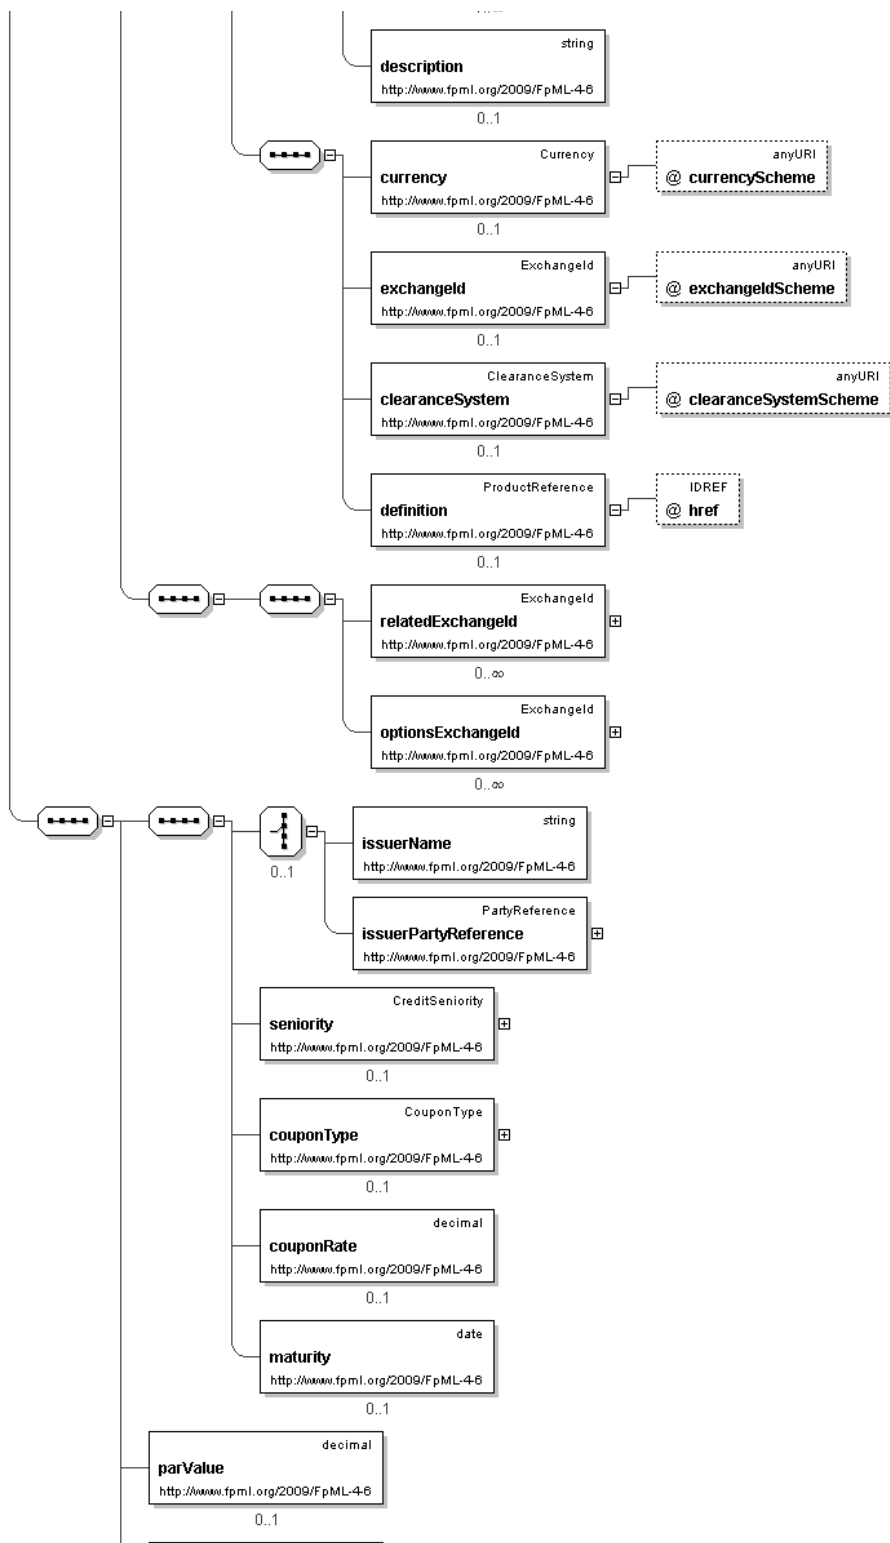 string
description
http://www.fpml.org/2009/FpML-4-6
0..1
Currency
currency
http://www.fpml.org/2009/FpML-4-6
0..1
anyURI
@ currencyScheme
ExchangeId
exchangeId
http://www.fpml.org/2009/FpML-4-6
0..1
anyURI
@ exchangeIdScheme
ClearanceSystem
clearanceSystem
http://www.fpml.org/2009/FpML-4-6
0..1
anyURI
@ clearanceSystemScheme
ProductReference
definition
http://www.fpml.org/2009/FpML-4-6
0..1
IDREF
@ href
ExchangeId
relatedExchangeId
http://www.fpml.org/2009/FpML-4-6
0..∞
ExchangeId
optionsExchangeId
http://www.fpml.org/2009/FpML-4-6
0..∞
0..1
string
issuerName
http://www.fpml.org/2009/FpML-4-6
PartyReference
issuerPartyReference
http://www.fpml.org/2009/FpML-4-6
CreditSeniority
seniority
http://www.fpml.org/2009/FpML-4-6
0..1
CouponType
couponType
http://www.fpml.org/2009/FpML-4-6
0..1
decimal
couponRate
http://www.fpml.org/2009/FpML-4-6
0..1
date
maturity
http://www.fpml.org/2009/FpML-4-6
0..1
decimal
parValue
http://www.fpml.org/2009/FpML-4-6
0..1